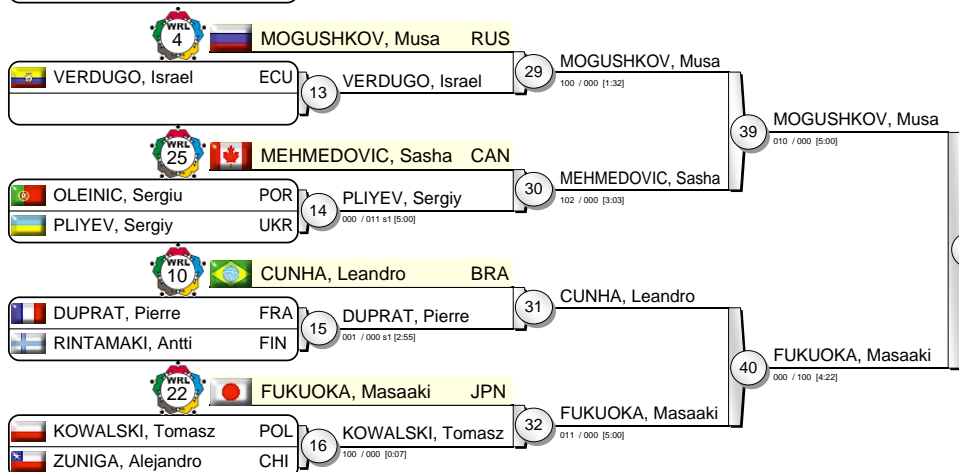 WRL
4
MOGUSHKOV, Musa RUS
VERDUGO, Israel ECU
13
VERDUGO, Israel
29
MOGUSHKOV, Musa
100 / 000 [1:32]
39
MOGUSHKOV, Musa
010 / 000 [5:00]
WRL
25
MEHMEDOVIC, Sasha CAN
OLEINIC, Sergiu POR
PLIYEV, Sergiy UKR
14
PLIYEV, Sergiy
000 / 011 s1 [5:00]
30
MEHMEDOVIC, Sasha
102 / 000 [3:03]
WRL
10
CUNHA, Leandro BRA
DUPRAT, Pierre FRA
RINTAMAKI, Antti FIN
15
DUPRAT, Pierre
001 / 000 s1 [2:55]
31
CUNHA, Leandro
40
FUKUOKA, Masaaki
000 / 100 [4:22]
WRL
22
FUKUOKA, Masaaki JPN
KOWALSKI, Tomasz POL
ZUNIGA, Alejandro CHI
16
KOWALSKI, Tomasz
100 / 000 [0:07]
32
FUKUOKA, Masaaki
011 / 000 [5:00]